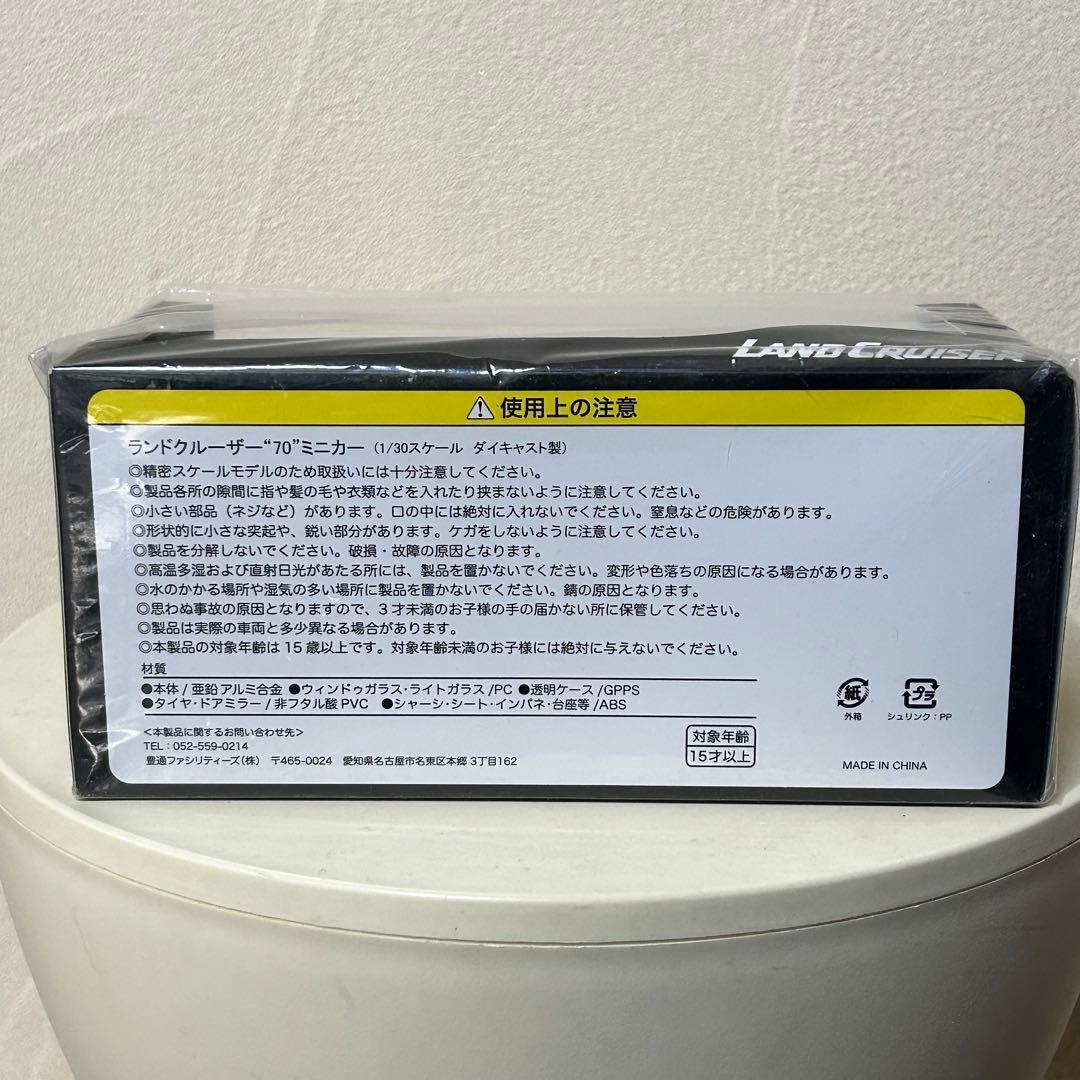 LAND CRUISER
⚠ 使用上の注意
ランドクルーザー“70”ミニカー（1/30スケール ダイキャスト製）
◎精密スケールモデルのため取扱いには十分注意してください。
◎製品各所の隙間に指や髪の毛や衣類などを入れたり挟まないように注意してください。
◎小さい部品（ネジなど）があります。口の中には絶対に入れないでください。窒息などの危険があります。
◎形状的に小さな突起や、鋭い部分があります。ケガをしないように注意してください。
◎製品を分解しないでください。破損・故障の原因となります。
◎高温多湿および直射日光があたる所には、製品を置かないでください。変形や色落ちの原因になる場合があります。
◎水のかかる場所や湿気の多い場所に製品を置かないでください。錆の原因となります。
◎思わぬ事故の原因となりますので、３才未満のお子様の手の届かない所に保管してください。
◎製品は実際の車両と多少異なる場合があります。
◎本製品の対象年齢は15歳以上です。対象年齢未満のお子様には絶対に与えないでください。
材質
●本体/亜鉛アルミ合金 ●ウィンドゥガラス・ライトガラス/PC ●透明ケース/GPPS
●タイヤ・ドアミラー/非フタル酸PVC ●シャーシ・シート・インパネ・台座等/ABS
＜本製品に関するお問い合わせ先＞
TEL：052-559-0214
豊通ファシリティーズ（株） 〒465-0024 愛知県名古屋市名東区本郷3丁目162
対象年齢
15才以上
紙
外箱
プラ
シュリンク：PP
MADE IN CHINA